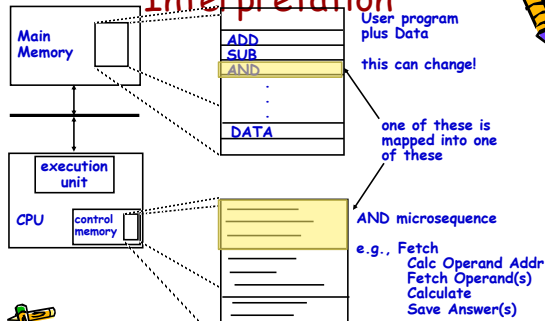 Interpretation
Main
Memory
ADD
SUB
AND
.
.
.
DATA
User program
plus Data
this can change!
one of these is
mapped into one
of these
execution
unit
CPU
control
memory
AND microsequence
e.g., Fetch
Calc Operand Addr
Fetch Operand(s)
Calculate
Save Answer(s)